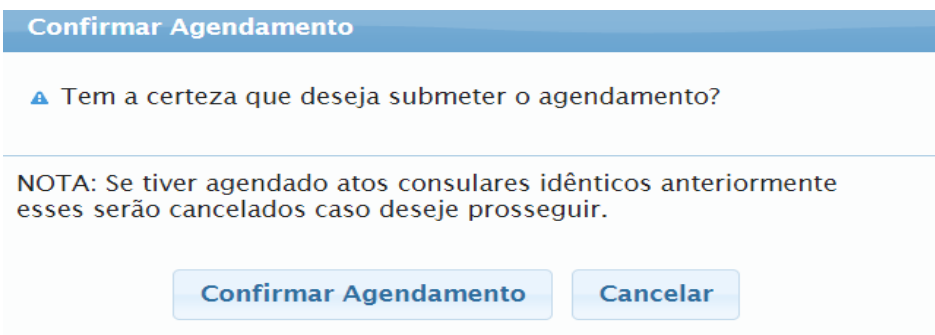 Confirmar Agendamento
Tem a certeza que deseja submeter o agendamento?
NOTA: Se tiver agendado atos consulares idênticos anteriormente
esses serão cancelados caso deseje prosseguir.
Confirmar Agendamento Cancelar